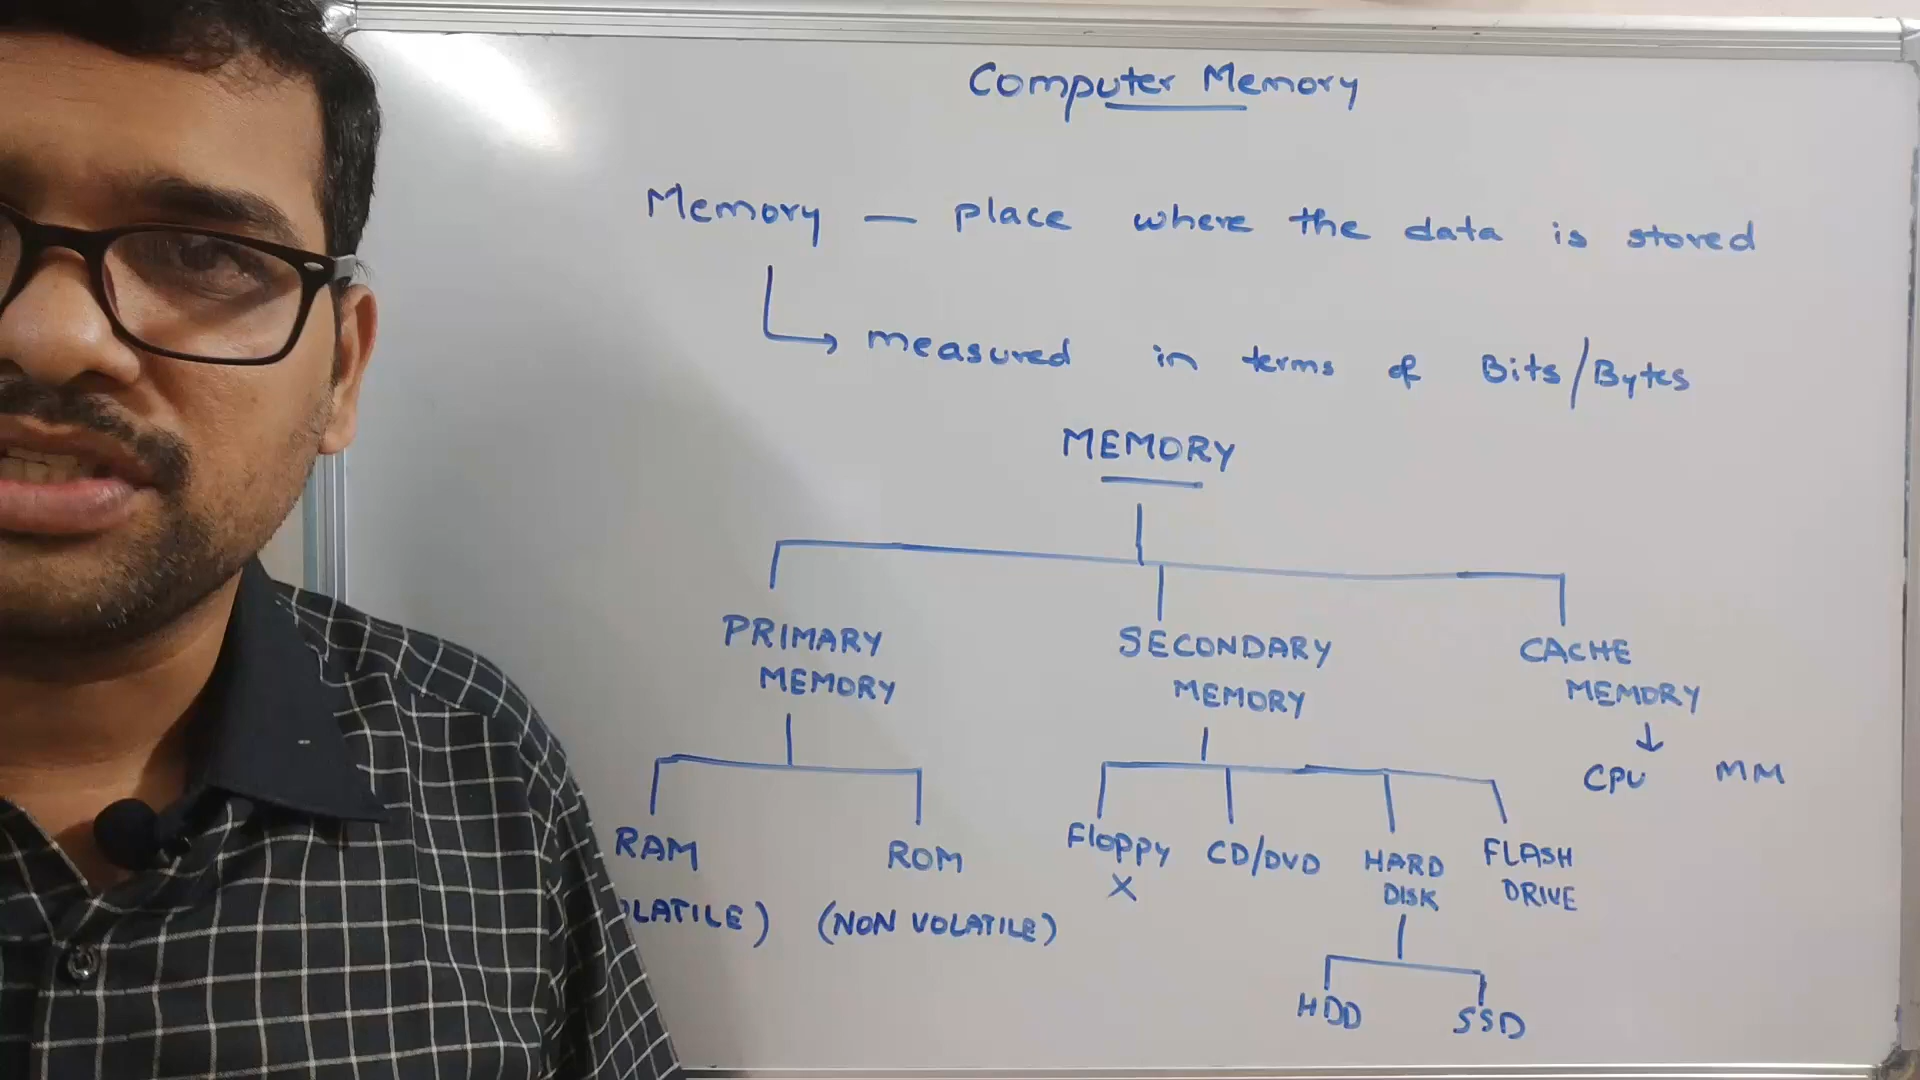 Computer Memory
Memory — place where the data is stored
↳ measured in terms of Bits/Bytes
MEMORY
PRIMARY MEMORY
SECONDARY MEMORY
CACHE MEMORY
↓
CPU MM
RAM
ROM
Floppy
X
CD/DVD
HARD DISK
FLASH DRIVE
OLATILE)
(NON VOLATILE)
HDD
SSD